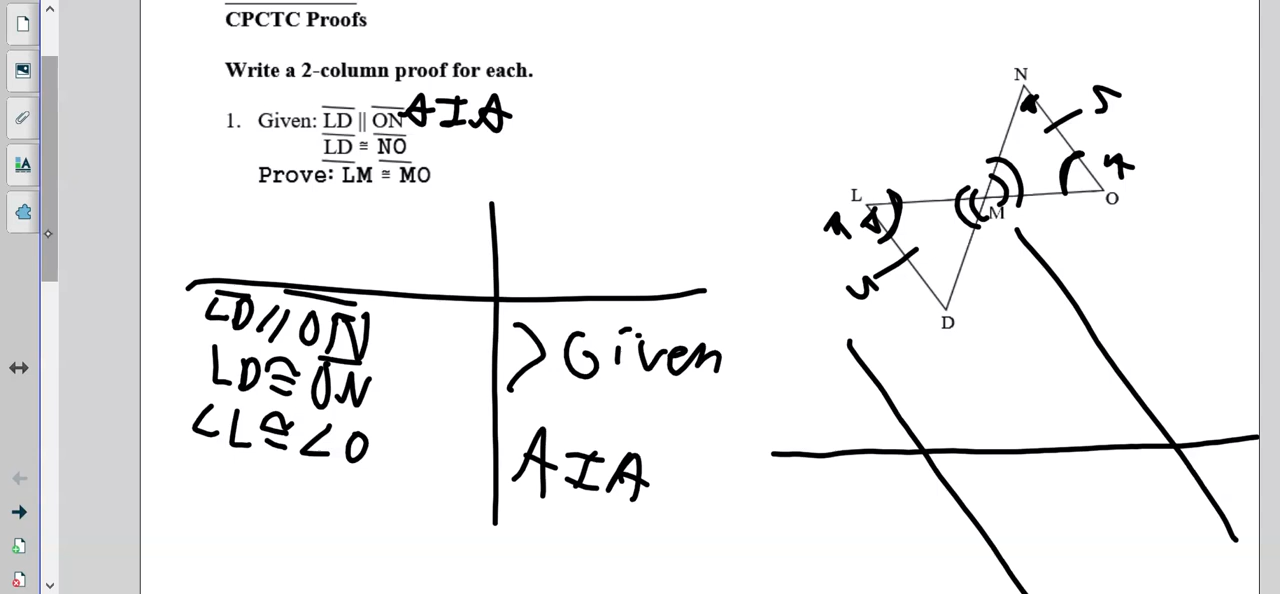 CPCTC Proofs
Write a 2-column proof for each.
1. Given: LD || ON AIA
LD ≅ NO
Prove: LM ≅ MO
N
S
A
A
L
O
M
A
A
S
D
LD // ON
LD ≅ ON
Given
<L ≅ <O
AIA